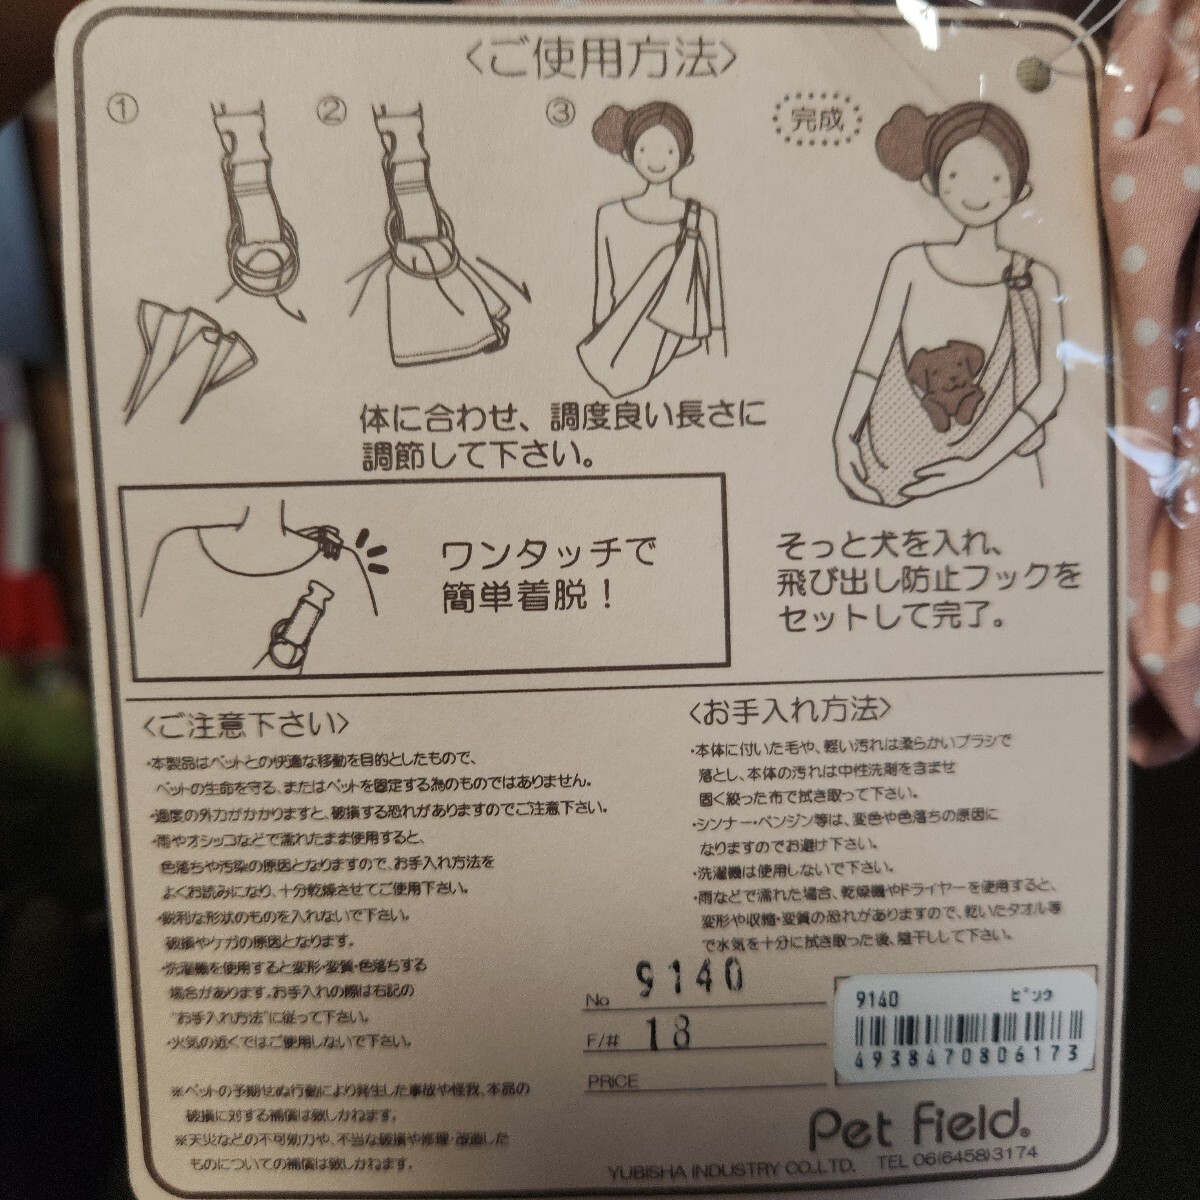 〈ご使用方法〉
①
②
③
完成
体に合わせ、調度良い長さに
調節して下さい。
ワンタッチで
簡単着脱！
そっと犬を入れ、
飛び出し防止フックを
セットして完了。
〈ご注意下さい〉
・本製品はペットとの快適な移動を目的としたもので、
ペットの生命を守る、またはペットを固定する為のものではありません。
・過度の外力がかかりますと、破損する恐れがありますのでご注意下さい。
・雨やオシッコなどで濡れたまま使用すると、
色落ちや汚染の原因となりますので、お手入れ方法を
よくお読みになり、十分乾燥させてご使用下さい。
・鋭利な形状のものを入れないで下さい。
破損やケガの原因となります。
・洗濯機を使用すると変形・変質・色落ちする
場合があります。お手入れの際は右記の
"お手入れ方法"に従って下さい。
・火気の近くではご使用しないで下さい。
※ペットの予期せぬ行動により発生した事故や怪我、本品の
破損に対する補償は致しかねます。
※天災などの不可効力や、不当な破損や修理・改造した
ものについての補償は致しかねます。
〈お手入れ方法〉
・本体に付いた毛や、軽い汚れは柔らかいブラシで
落とし、本体の汚れは中性洗剤を含ませ
固く絞った布で拭き取って下さい。
・シンナー・ベンジン等は、変色や色落ちの原因に
なりますのでお避け下さい。
・洗濯機は使用しないで下さい。
・雨などで濡れた場合、乾燥機やドライヤーを使用すると、
変形や収縮・変質の恐れがありますので、乾いたタオル等
で水気を十分に拭き取った後、陰干しして下さい。
No 9140
F/# 18
PRICE
9140 ピンク
4938470806173
Pet Field.
YUBISHA INDUSTRY CO.,LTD. TEL 06(6458)3174